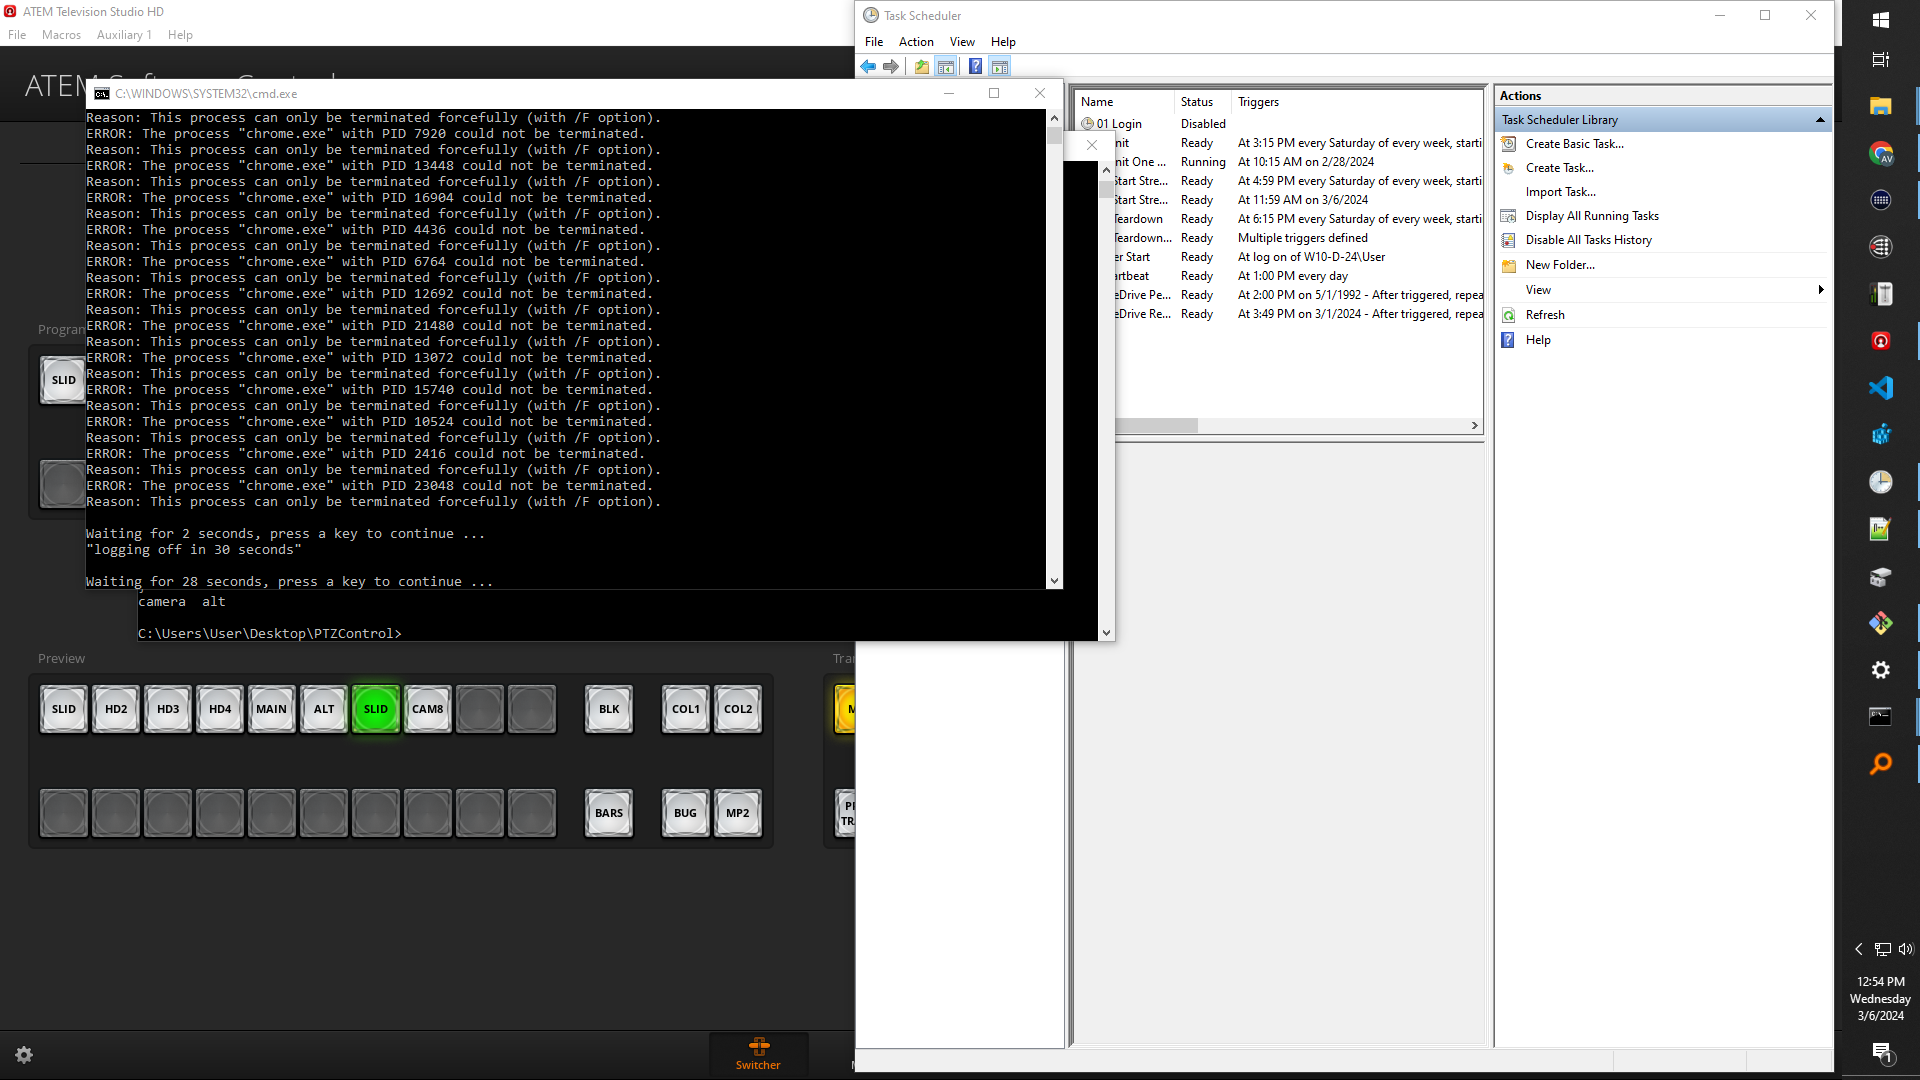 ATEM Television Studio HD
File Macros Auxiliary 1 Help
C:\WINDOWS\SYSTEM32\cmd.exe
Reason: This process can only be terminated forcefully (with /F option).
ERROR: The process "chrome.exe" with PID 7920 could not be terminated.
Reason: This process can only be terminated forcefully (with /F option).
ERROR: The process "chrome.exe" with PID 13448 could not be terminated.
Reason: This process can only be terminated forcefully (with /F option).
ERROR: The process "chrome.exe" with PID 16904 could not be terminated.
Reason: This process can only be terminated forcefully (with /F option).
ERROR: The process "chrome.exe" with PID 4436 could not be terminated.
Reason: This process can only be terminated forcefully (with /F option).
ERROR: The process "chrome.exe" with PID 6764 could not be terminated.
Reason: This process can only be terminated forcefully (with /F option).
ERROR: The process "chrome.exe" with PID 12692 could not be terminated.
Reason: This process can only be terminated forcefully (with /F option).
ERROR: The process "chrome.exe" with PID 21480 could not be terminated.
Reason: This process can only be terminated forcefully (with /F option).
ERROR: The process "chrome.exe" with PID 13072 could not be terminated.
Reason: This process can only be terminated forcefully (with /F option).
ERROR: The process "chrome.exe" with PID 15740 could not be terminated.
Reason: This process can only be terminated forcefully (with /F option).
ERROR: The process "chrome.exe" with PID 10524 could not be terminated.
Reason: This process can only be terminated forcefully (with /F option).
ERROR: The process "chrome.exe" with PID 2416 could not be terminated.
Reason: This process can only be terminated forcefully (with /F option).
ERROR: The process "chrome.exe" with PID 23048 could not be terminated.
Reason: This process can only be terminated forcefully (with /F option).
Waiting for 2 seconds, press a key to continue ...
"logging off in 30 seconds"
Waiting for 28 seconds, press a key to continue ...
camera alt
C:\Users\User\Desktop\PTZControl>
SLID
Preview
SLID HD2 HD3 HD4 MAIN ALT SLID CAM8 BLK COL1 COL2
BARS BUG MP2
Switcher
Task Scheduler
File Action View Help
Name Status Triggers
01 Login Disabled
nit Ready At 3:15 PM every Saturday of every week, starti
nit One ... Running At 10:15 AM on 2/28/2024
Start Stre... Ready At 4:59 PM every Saturday of every week, starti
Start Stre... Ready At 11:59 AM on 3/6/2024
Teardown Ready At 6:15 PM every Saturday of every week, starti
Teardown... Ready Multiple triggers defined
er Start Ready At log on of W10-D-24\User
artbeat Ready At 1:00 PM every day
eDrive Pe... Ready At 2:00 PM on 5/1/1992 - After triggered, repea
eDrive Re... Ready At 3:49 PM on 3/1/2024 - After triggered, repea
Actions
Task Scheduler Library
Create Basic Task...
Create Task...
Import Task...
Display All Running Tasks
Disable All Tasks History
New Folder...
View
Refresh
Help
AV
12:54 PM
Wednesday
3/6/2024
1